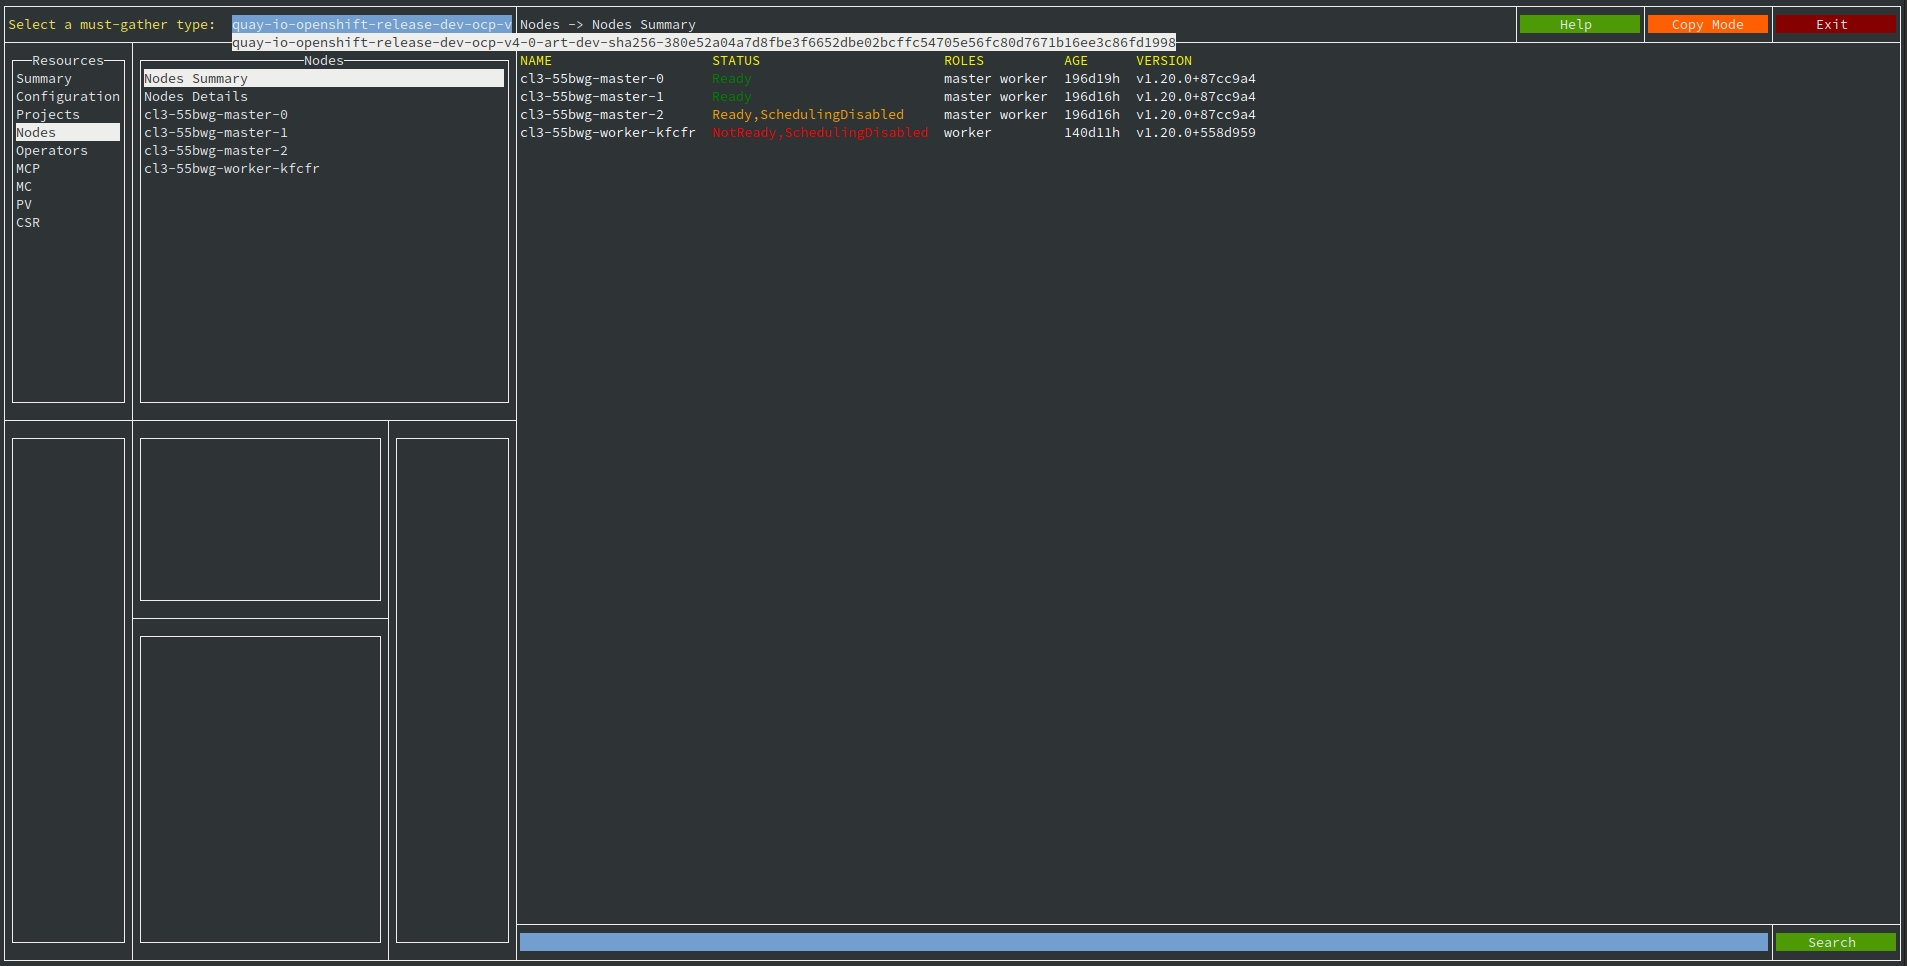 Select a must-gather type: quay-io-openshift-release-dev-ocp-v Nodes -> Nodes Summary Help Copy Mode Exit
quay-io-openshift-release-dev-ocp-v4-0-art-dev-sha256-380e52a04a7d8fbe3f6652dbe02bcffc54705e56fc80d7671b16ee3c86fd1998
Resources
Summary
Configuration
Projects
Nodes
Operators
MCP
MC
PV
CSR
Nodes
Nodes Summary
Nodes Details
cl3-55bwg-master-0
cl3-55bwg-master-1
cl3-55bwg-master-2
cl3-55bwg-worker-kfcfr
NAME STATUS ROLES AGE VERSION
cl3-55bwg-master-0 Ready master worker 196d19h v1.20.0+87cc9a4
cl3-55bwg-master-1 Ready master worker 196d16h v1.20.0+87cc9a4
cl3-55bwg-master-2 Ready,SchedulingDisabled master worker 196d16h v1.20.0+87cc9a4
cl3-55bwg-worker-kfcfr NotReady,SchedulingDisabled worker 140d11h v1.20.0+558d959
Search